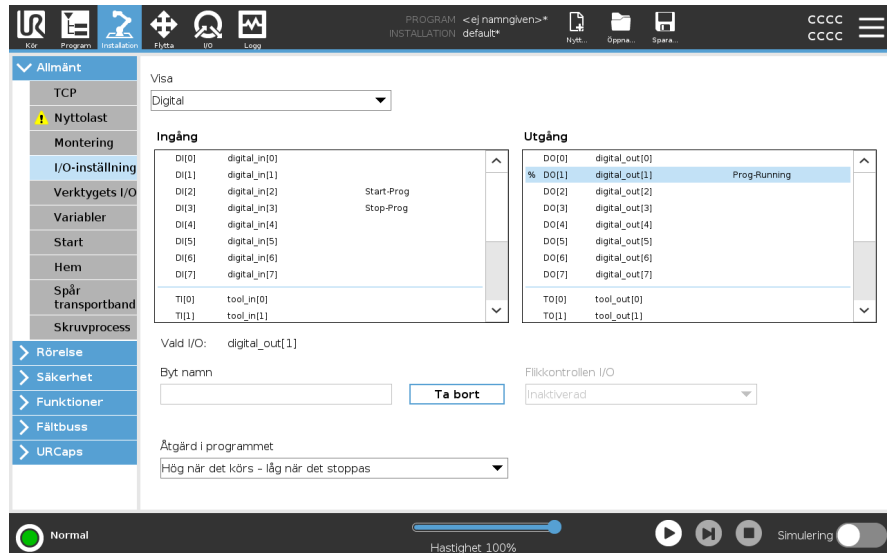 UR
PROGRAM <ej namngiven>*
INSTALLATION default*
Kör Program Installation Flytta I/O Logg Nytt... Öppna... Spara...
cccc
cccc
Allmänt
TCP
Nyttolast
Montering
I/O-inställning
Verktygets I/O
Variabler
Start
Hem
Spår
transportband
Skruvprocess
Rörelse
Säkerhet
Funktioner
Fältbuss
URCaps
Visa
Digital
Ingång
DI[0] digital_in[0]
DI[1] digital_in[1]
DI[2] digital_in[2] Start-Prog
DI[3] digital_in[3] Stop-Prog
DI[4] digital_in[4]
DI[5] digital_in[5]
DI[6] digital_in[6]
DI[7] digital_in[7]
TI[0] tool_in[0]
TI[1] tool_in[1]
Utgång
DO[0] digital_out[0]
% DO[1] digital_out[1] Prog-Running
DO[2] digital_out[2]
DO[3] digital_out[3]
DO[4] digital_out[4]
DO[5] digital_out[5]
DO[6] digital_out[6]
DO[7] digital_out[7]
TO[0] tool_out[0]
TO[1] tool_out[1]
Vald I/O: digital_out[1]
Byt namn
Ta bort
Flikkontrollen I/O
Inaktiverad
Åtgärd i programmet
Hög när det körs – låg när det stoppas
Normal
Hastighet 100%
Simulering